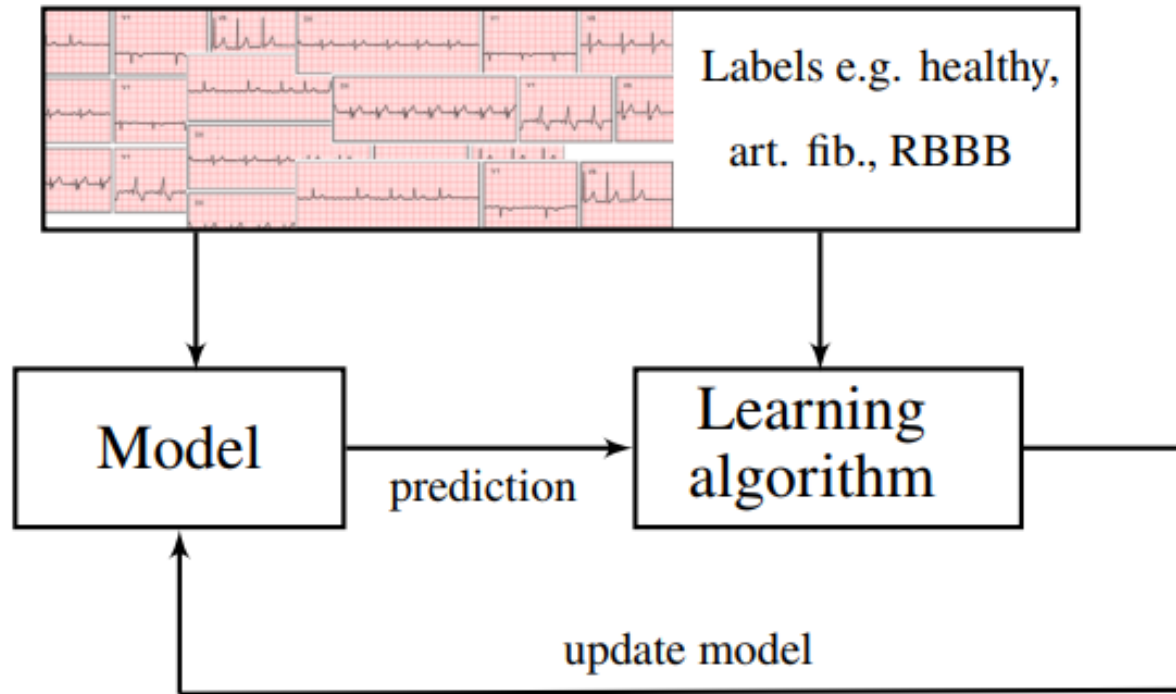 Labels e.g. healthy,
art. fib., RBBB
Model
prediction
Learning
algorithm
update model